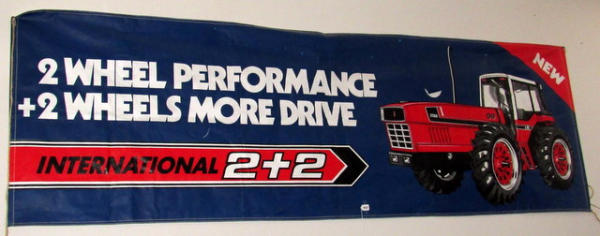 2 WHEEL PERFORMANCE
+2 WHEELS MORE DRIVE
INTERNATIONAL 2+2
NEW